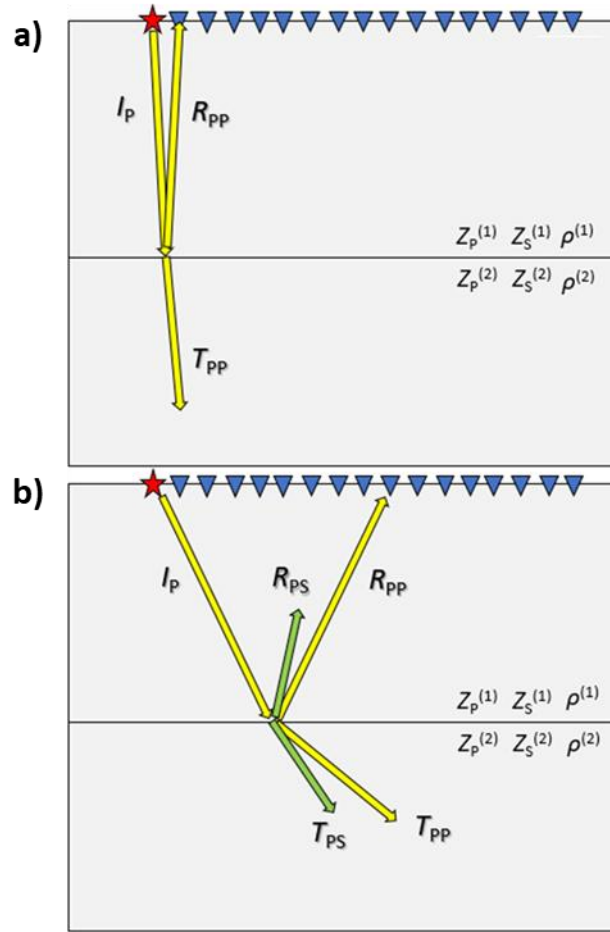 a)
I_P R_PP
Z_P^(1) Z_S^(1) ρ^(1)
Z_P^(2) Z_S^(2) ρ^(2)
T_PP
b)
I_P R_PS R_PP
Z_P^(1) Z_S^(1) ρ^(1)
Z_P^(2) Z_S^(2) ρ^(2)
T_PS T_PP